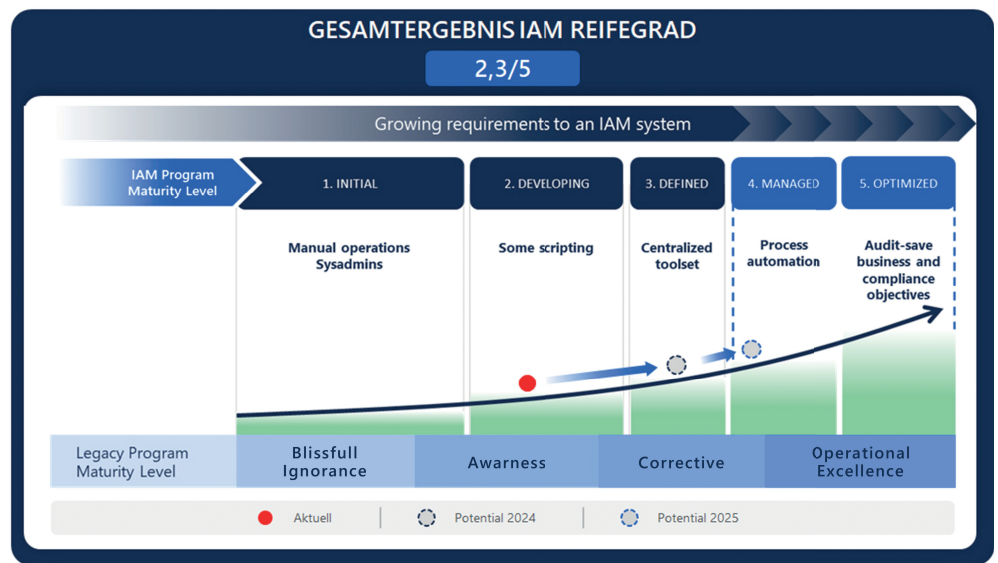 GESAMTERGEBNIS IAM REIFEGRAD
2,3/5
Growing requirements to an IAM system
IAM Program
Maturity Level
1. INITIAL
2. DEVELOPING
3. DEFINED
4. MANAGED
5. OPTIMIZED
Manual operations
Sysadmins
Some scripting
Centralized
toolset
Process
automation
Audit-save
business and
compliance
objectives
Legacy Program
Maturity Level
Blissfull
Ignorance
Awarness
Corrective
Operational
Excellence
Aktuell
Potential 2024
Potential 2025